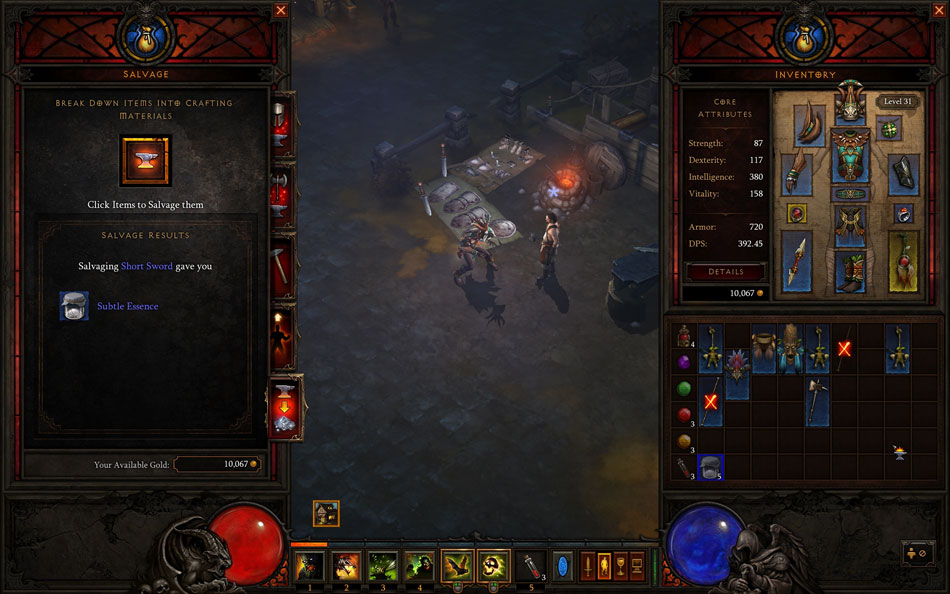 SALVAGE
BREAK DOWN ITEMS INTO CRAFTING
MATERIALS
Click Items to Salvage them
SALVAGE RESULTS
Salvaging Short Sword gave you
Subtle Essence
Your Available Gold: 10,067
INVENTORY
CORE
ATTRIBUTES
Level 31
Strength: 87
Dexterity: 117
Intelligence: 380
Vitality: 158
Armor: 720
DPS: 392.45
DETAILS
10,067
4
3
3
3
5
3
1 2 3 4 5